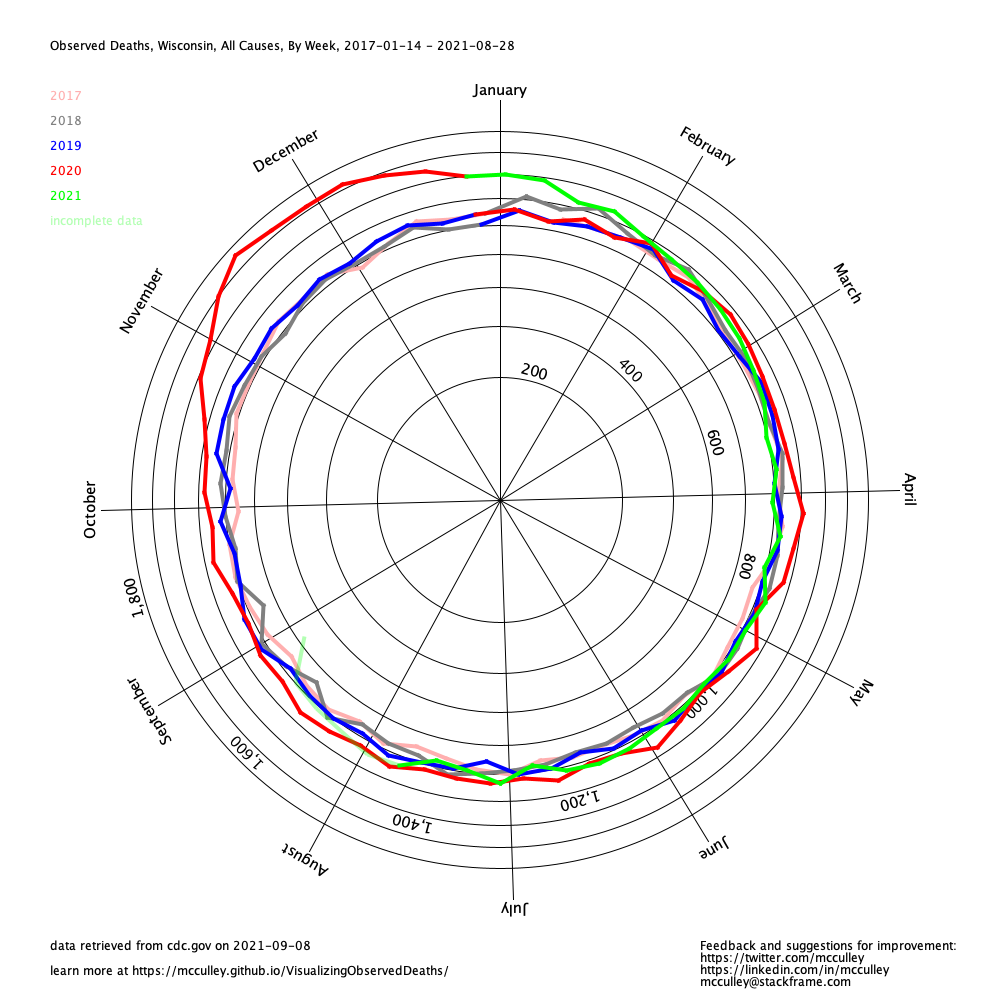 Observed Deaths, Wisconsin, All Causes, By Week, 2017-01-14 - 2021-08-28
2017
2018
2019
2020
2021
incomplete data
January
February
March
April
May
June
July
August
September
October
November
December
200
400
600
800
1,000
1,200
1,400
1,600
1,800
data retrieved from cdc.gov on 2021-09-08
learn more at https://mcculley.github.io/VisualizingObservedDeaths/
Feedback and suggestions for improvement:
https://twitter.com/mcculley
https://linkedin.com/in/mcculley
mcculley@stackframe.com